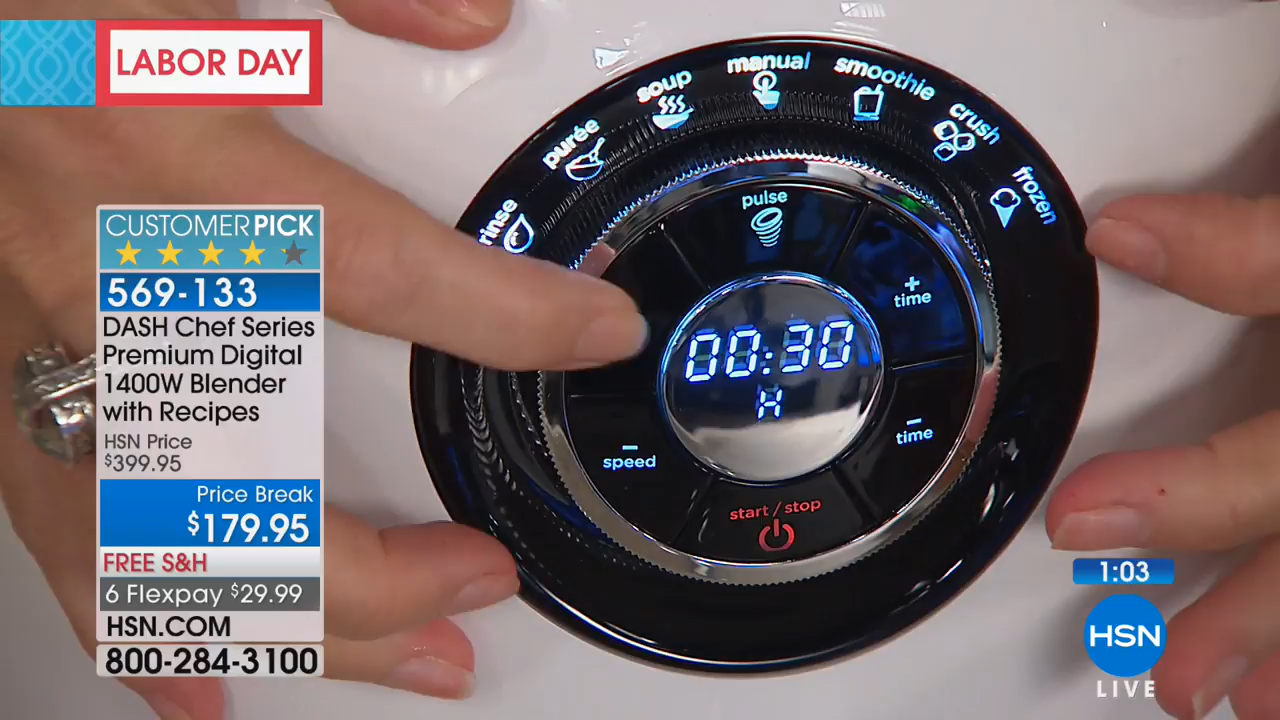 LABOR DAY
CUSTOMER PICK
569-133
DASH Chef Series
Premium Digital
1400W Blender
with Recipes
HSN Price
$399.95
Price Break
$179.95
FREE S&H
6 Flexpay $29.99
HSN.COM
800-284-3100
rinse
purée
soup
manual
smoothie
crush
frozen
pulse
+
time
00:30
H
−
time
−
speed
start / stop
1:03
HSN
LIVE